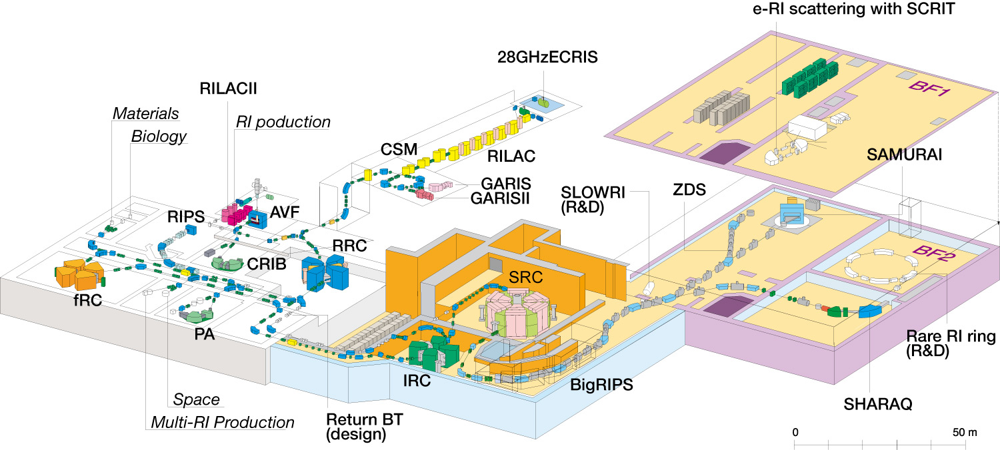 e-RI scattering with SCRIT
28GHzECRIS
RILACII
BF1
Materials
RI poduction
Biology
CSM
RILAC
SAMURAI
GARIS
GARISII
SLOWRI
(R&D)
ZDS
RIPS
AVF
RRC
CRIB
BF2
SRC
fRC
PA
Rare RI ring
(R&D)
IRC
BigRIPS
SHARAQ
Space
Multi-RI Production
Return BT
(design)
0
50 m